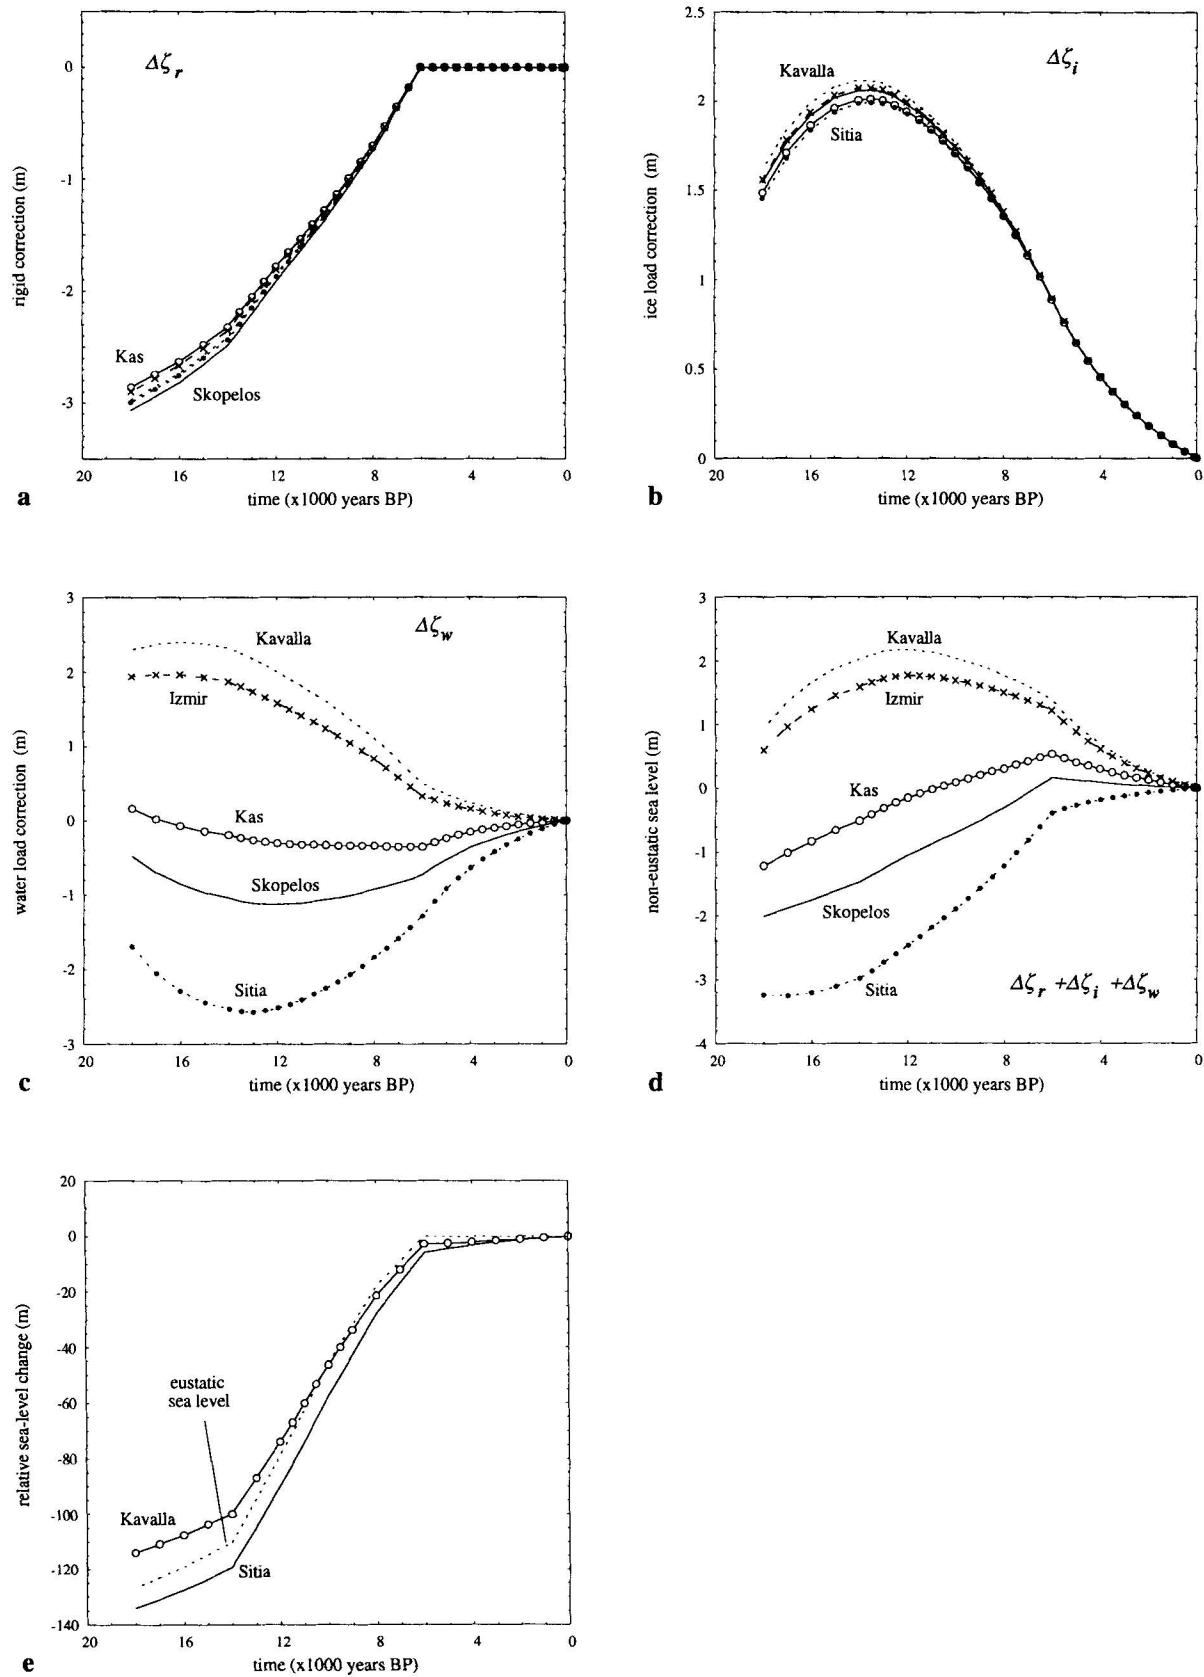 Δζr
0
-1
-2
-3
rigid correction (m)
Kas
Skopelos
20 16 12 8 4 0
time (x1000 years BP)
a
Δζi
2.5
2.0
1.5
1
0.5
0
ice load correction (m)
Kavalla
Sitia
20 16 12 8 4 0
time (x1000 years BP)
b
Δζw
3
2
1
0
-1
-2
-3
water load correction (m)
Kavalla
Izmir
Kas
Skopelos
Sitia
20 16 12 8 4 0
time (x1000 years BP)
c
3
2
1
0
-1
-2
-3
-4
non-eustatic sea level (m)
Kavalla
Izmir
Kas
Skopelos
Sitia
Δζr +Δζi +Δζw
20 16 12 8 4 0
time (x1000 years BP)
d
20
0
-20
-40
-60
-80
-100
-120
-140
relative sea-level change (m)
eustatic
sea level
Kavalla
Sitia
20 16 12 8 4 0
time (x1000 years BP)
e